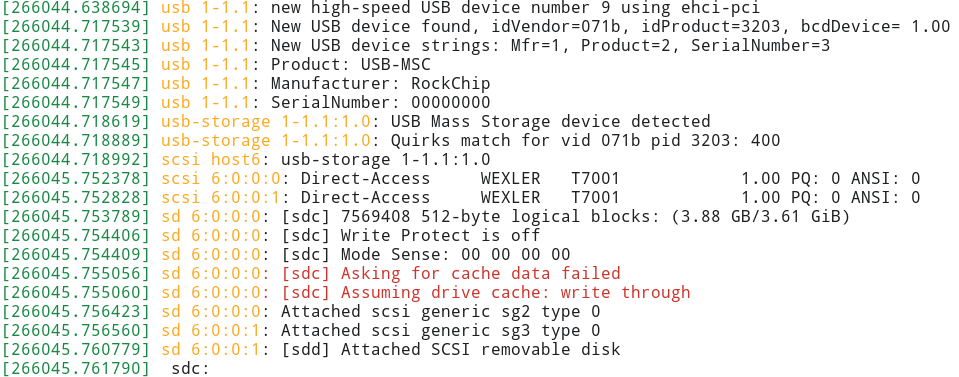 [266044.638694] usb 1-1.1: new high-speed USB device number 9 using ehci-pci
[266044.717539] usb 1-1.1: New USB device found, idVendor=071b, idProduct=3203, bcdDevice= 1.00
[266044.717543] usb 1-1.1: New USB device strings: Mfr=1, Product=2, SerialNumber=3
[266044.717545] usb 1-1.1: Product: USB-MSC
[266044.717547] usb 1-1.1: Manufacturer: RockChip
[266044.717549] usb 1-1.1: SerialNumber: 00000000
[266044.718619] usb-storage 1-1.1:1.0: USB Mass Storage device detected
[266044.718889] usb-storage 1-1.1:1.0: Quirks match for vid 071b pid 3203: 400
[266044.718992] scsi host6: usb-storage 1-1.1:1.0
[266045.752378] scsi 6:0:0:0: Direct-Access     WEXLER   T7001            1.00 PQ: 0 ANSI: 0
[266045.752828] scsi 6:0:0:1: Direct-Access     WEXLER   T7001            1.00 PQ: 0 ANSI: 0
[266045.753789] sd 6:0:0:0: [sdc] 7569408 512-byte logical blocks: (3.88 GB/3.61 GiB)
[266045.754406] sd 6:0:0:0: [sdc] Write Protect is off
[266045.754409] sd 6:0:0:0: [sdc] Mode Sense: 00 00 00 00
[266045.755056] sd 6:0:0:0: [sdc] Asking for cache data failed
[266045.755060] sd 6:0:0:0: [sdc] Assuming drive cache: write through
[266045.756423] sd 6:0:0:0: Attached scsi generic sg2 type 0
[266045.756560] sd 6:0:0:1: Attached scsi generic sg3 type 0
[266045.760779] sd 6:0:0:1: [sdd] Attached SCSI removable disk
[266045.761790]  sdc: